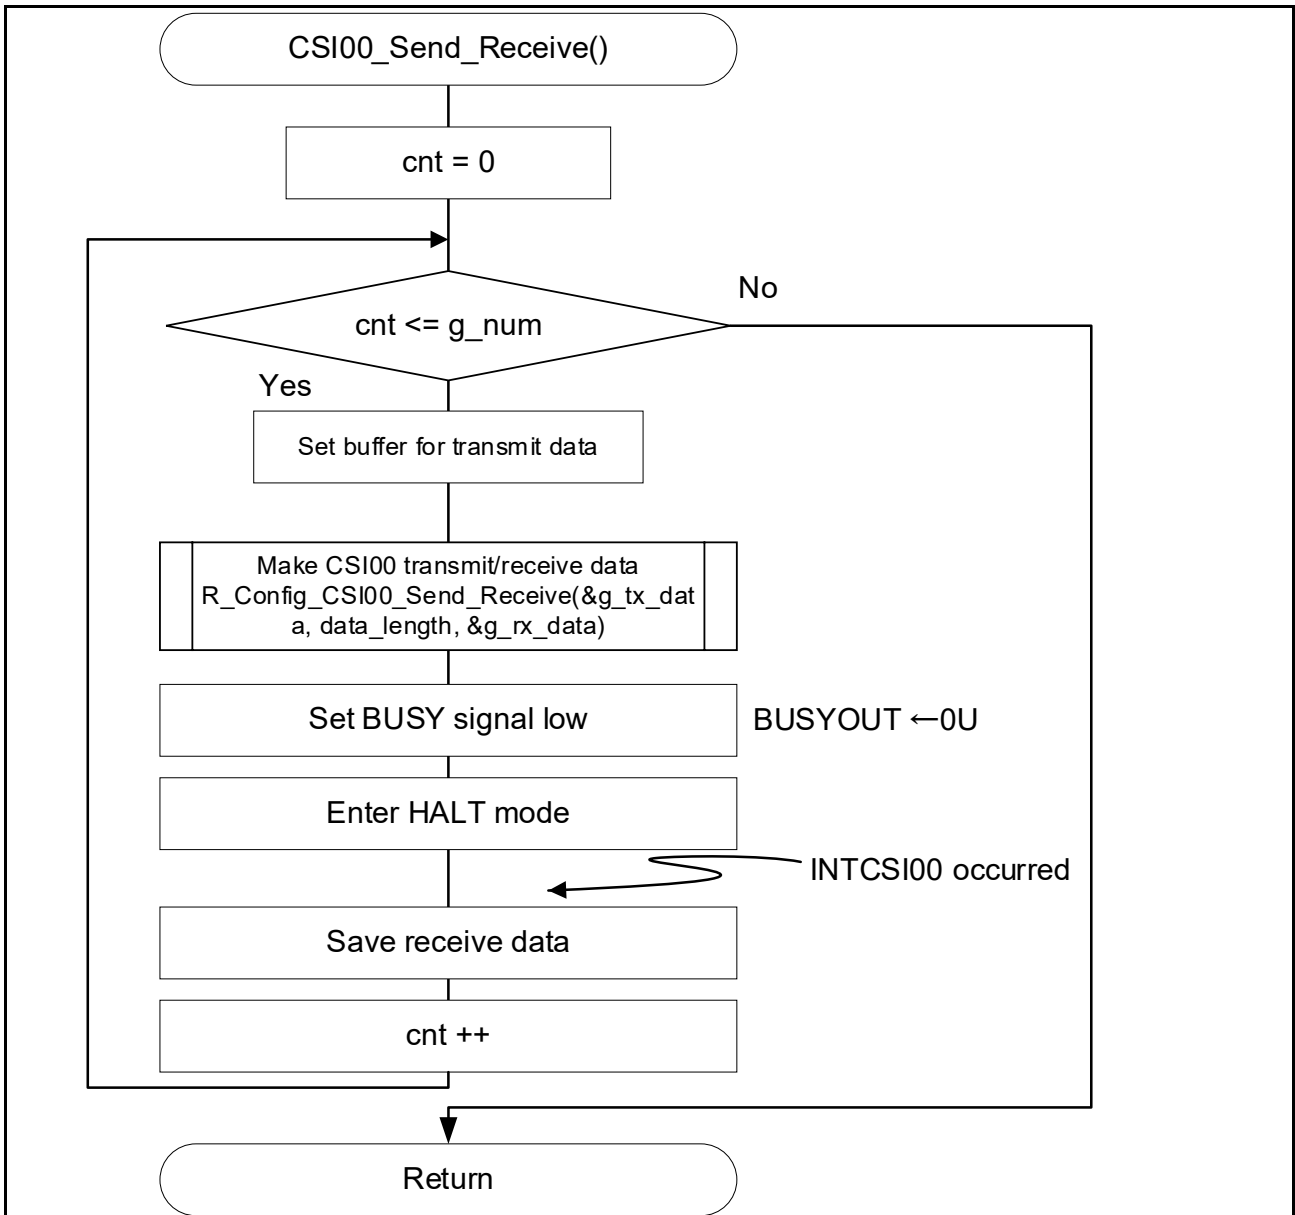 CSI00_Send_Receive()
cnt = 0
No
cnt <= g_num
Yes
Set buffer for transmit data
Make CSI00 transmit/receive data
R_Config_CSI00_Send_Receive(&g_tx_dat
a, data_length, &g_rx_data)
Set BUSY signal low
BUSYOUT ←0U
Enter HALT mode
INTCSI00 occurred
Save receive data
cnt ++
Return